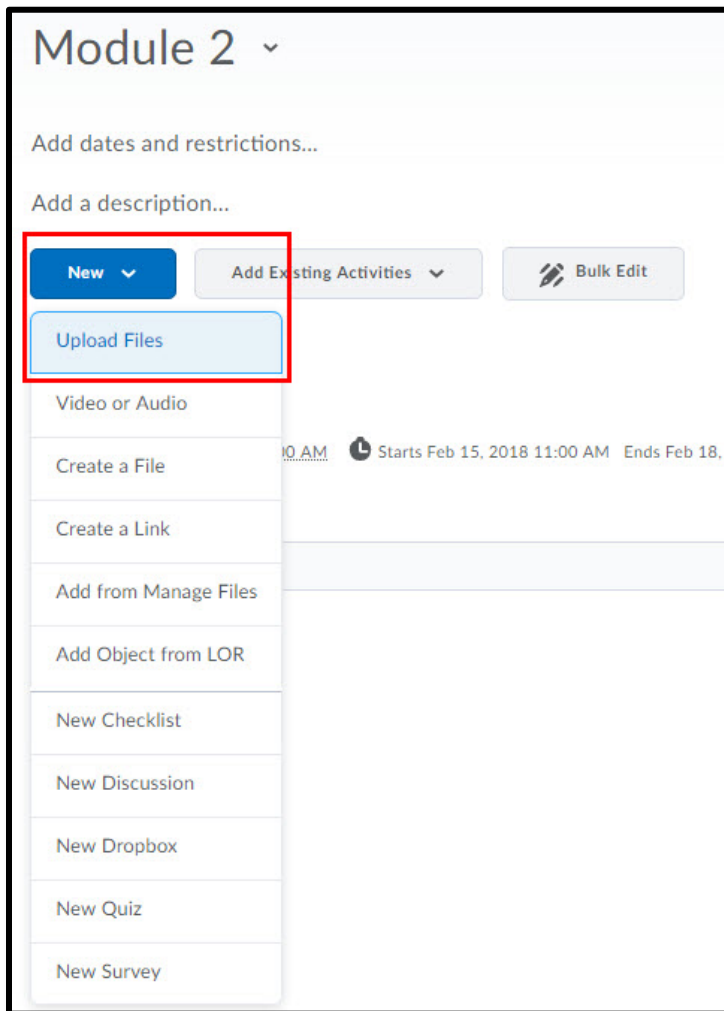 Module 2
Add dates and restrictions...
Add a description...
New Add Existing Activities Bulk Edit
Upload Files
Video or Audio
Create a File
00 AM Starts Feb 15, 2018 11:00 AM Ends Feb 18,
Create a Link
Add from Manage Files
Add Object from LOR
New Checklist
New Discussion
New Dropbox
New Quiz
New Survey